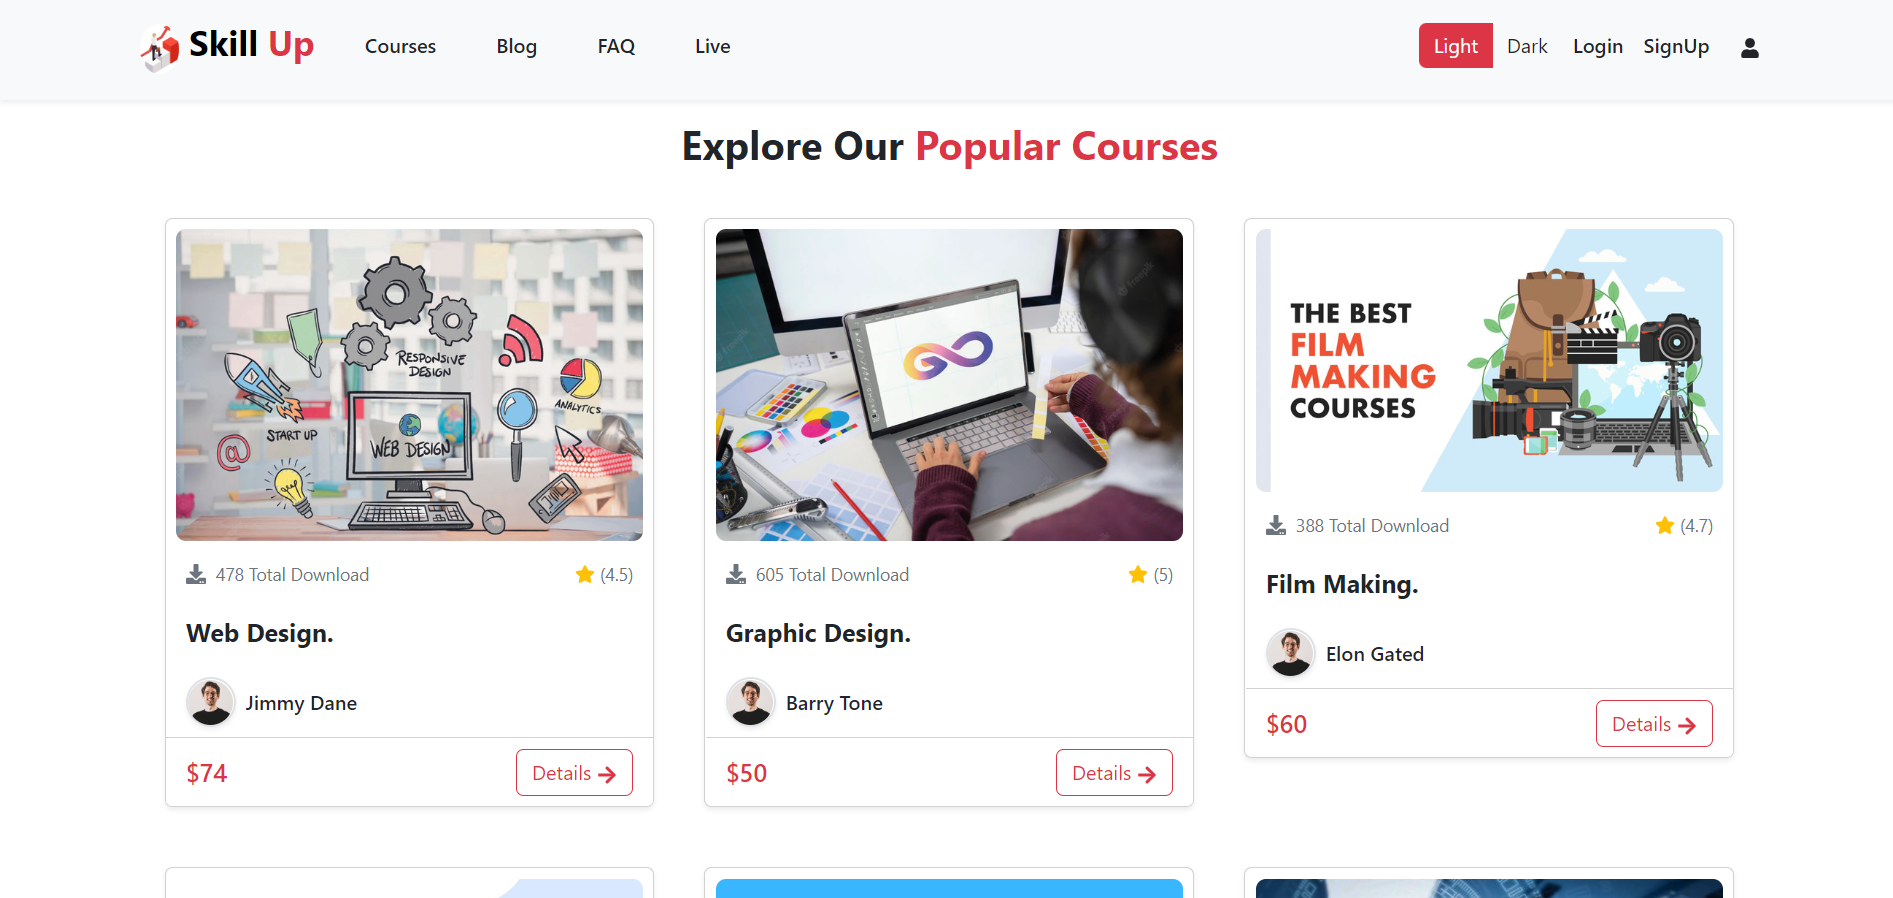 Skill Up
Courses
Blog
FAQ
Live
Light
Dark
Login
SignUp
Explore Our Popular Courses
RESPONSIVE
DESIGN
ANALYTICS
START UP
WEB DESIGN
478 Total Download
(4.5)
Web Design.
Jimmy Dane
$74
Details
freepik
605 Total Download
(5)
Graphic Design.
Barry Tone
$50
Details
THE BEST
FILM
MAKING
COURSES
388 Total Download
(4.7)
Film Making.
Elon Gated
$60
Details